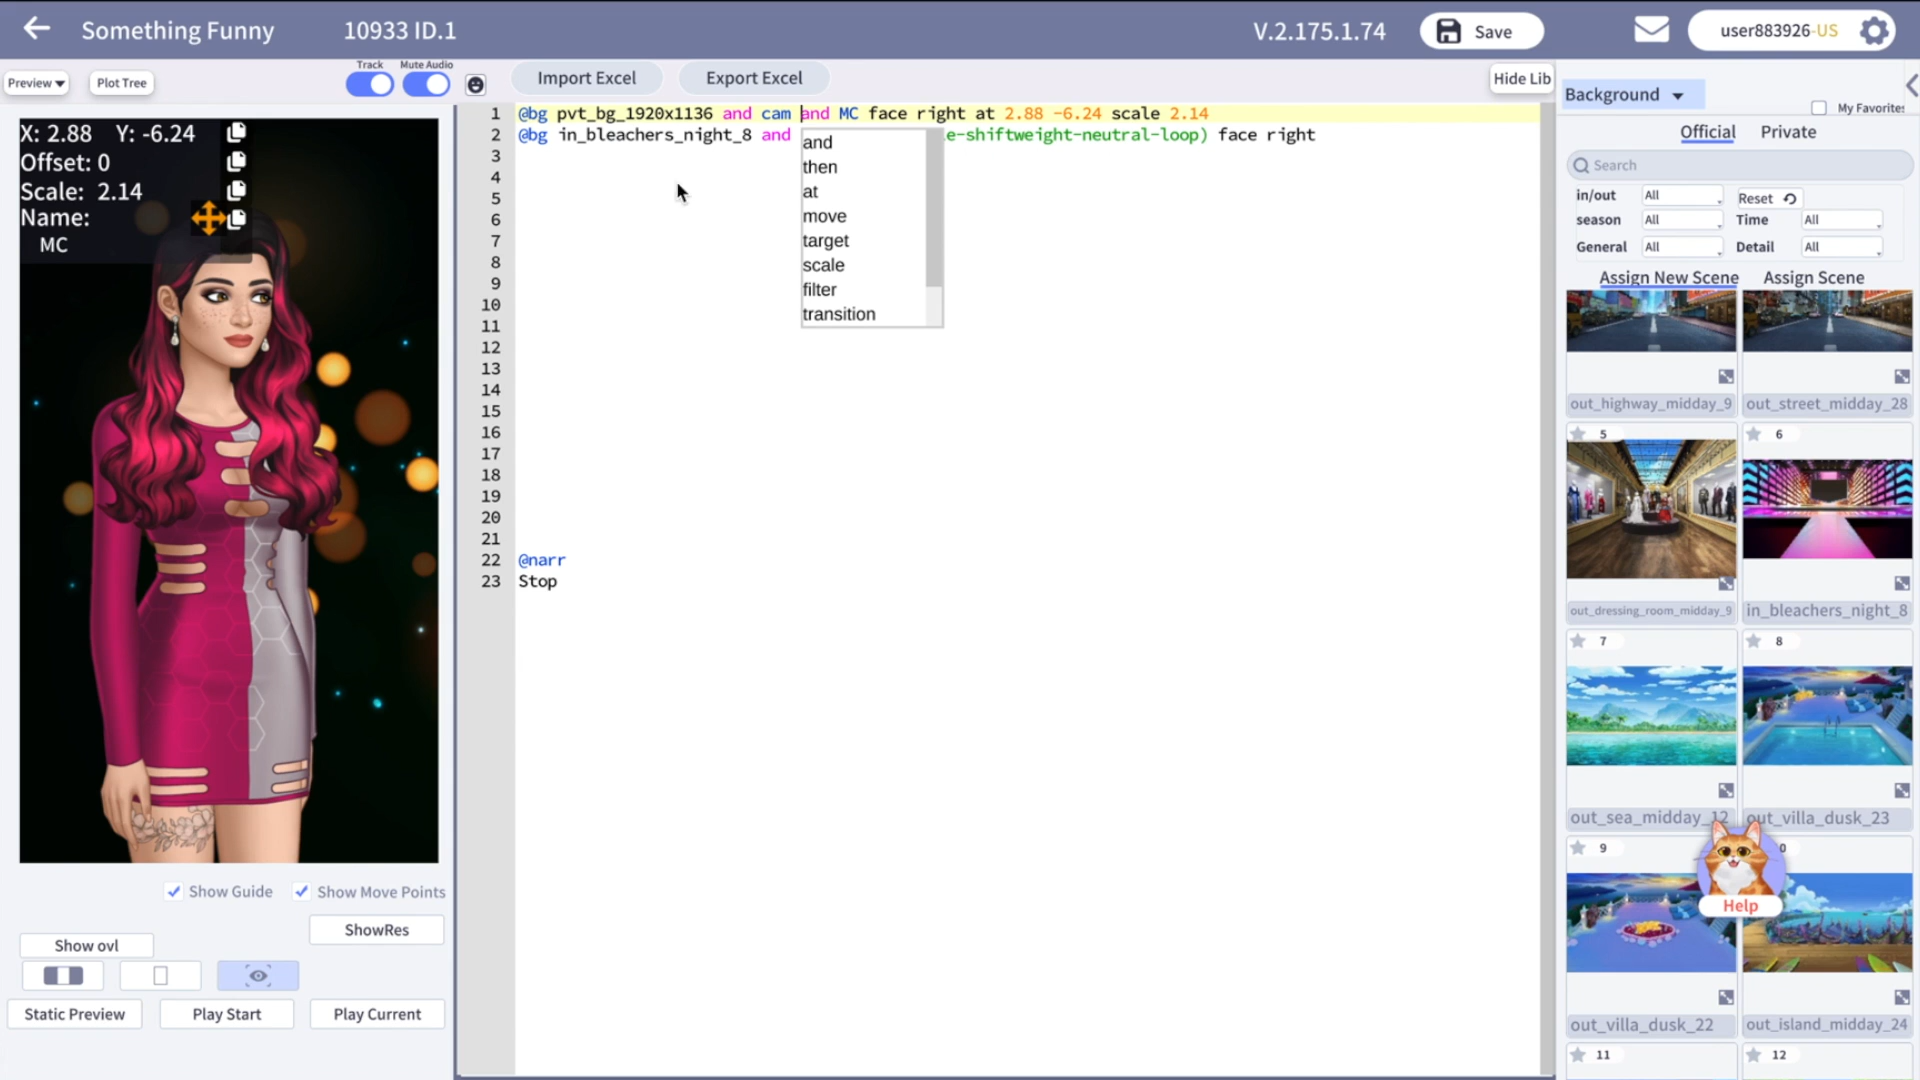 Something Funny 10933 ID.1 V.2.175.1.74 Save user883926-US
Preview Plot Tree Track Mute Audio Import Excel Export Excel Hide Lib
X: 2.88 Y: -6.24
Offset: 0
Scale: 2.14
Name:
MC
Show Guide Show Move Points
ShowRes
Show ovl
Static Preview Play Start Play Current
1 @bg pvt_bg_1920x1136 and cam and MC face right at 2.88 -6.24 scale 2.14
2 @bg in_bleachers_night_8 and e-shiftweight-neutral-loop) face right
3
4
5
6
7
8
9
10
11
12
13
14
15
16
17
18
19
20
21
22 @narr
23 Stop
and
then
at
move
target
scale
filter
transition
Background
My Favorites
Official Private
Search
in/out All Reset
season All Time All
General All Detail All
Assign New Scene Assign Scene
out_highway_midday_9 out_street_midday_28
5 6
out_dressing_room_midday_9 in_bleachers_night_8
7 8
out_sea_midday_12 out_villa_dusk_23
9 0
Help
out_villa_dusk_22 out_island_midday_24
11 12